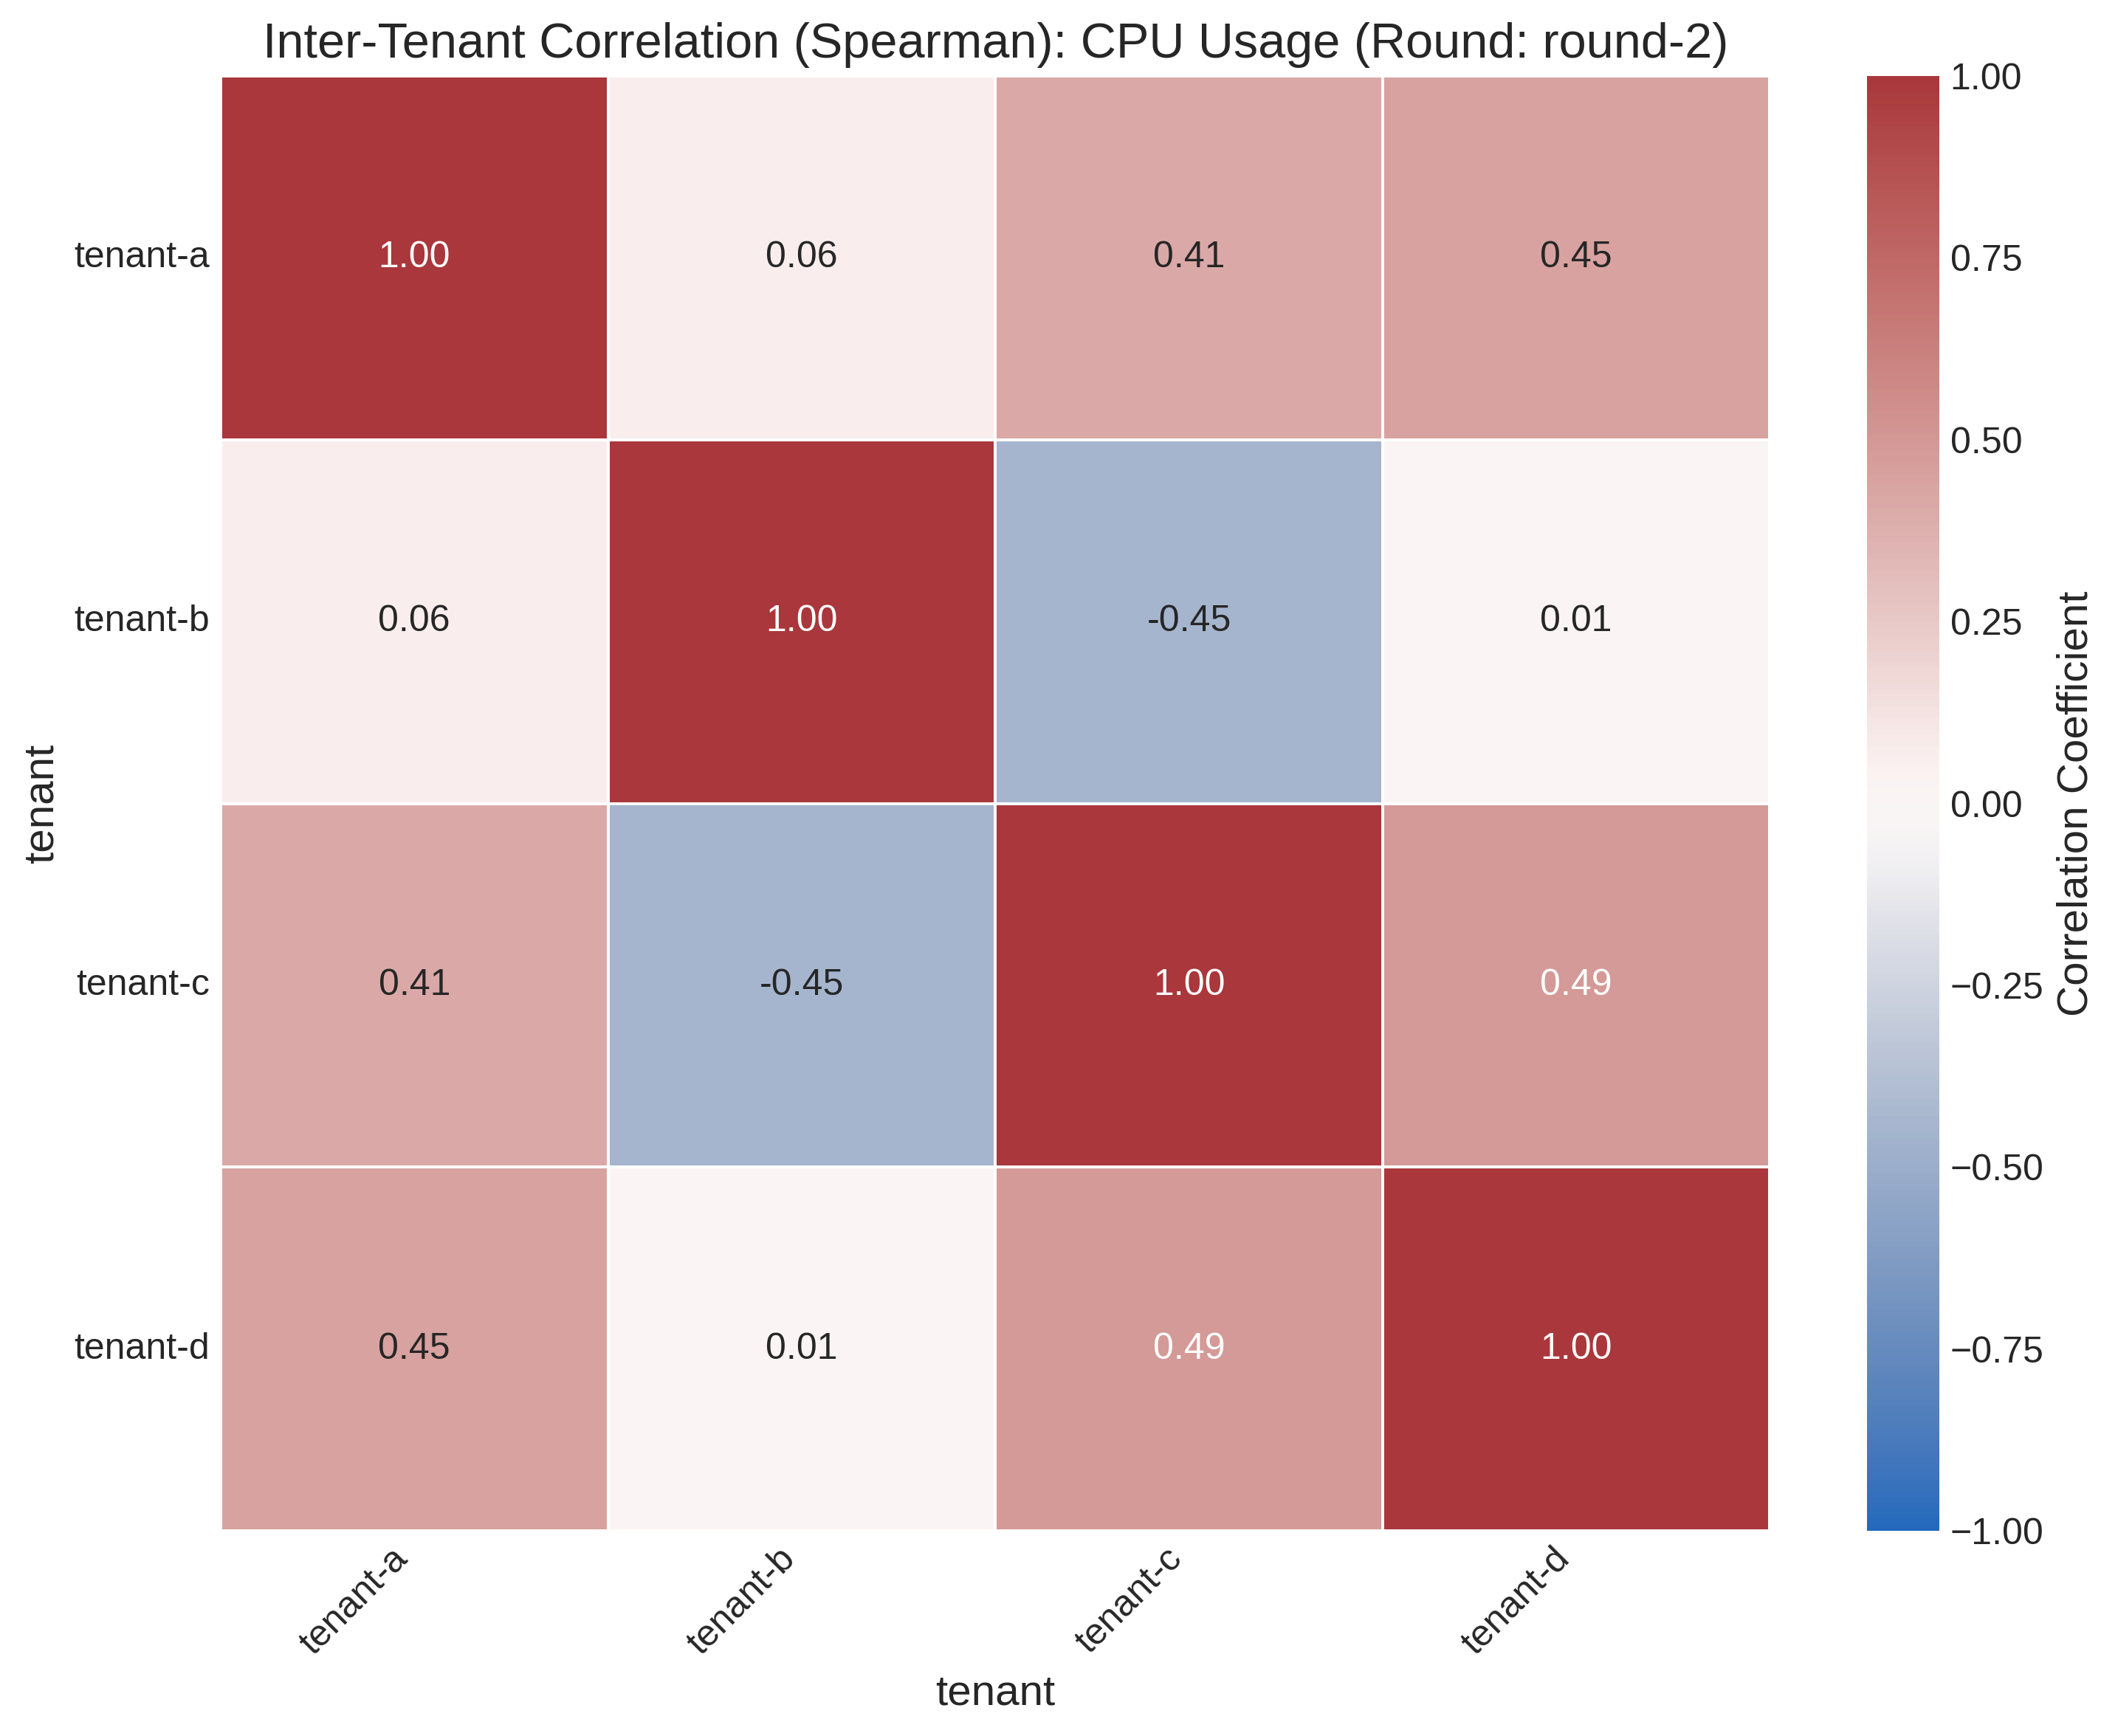 Inter-Tenant Correlation (Spearman): CPU Usage (Round: round-2)
tenant
tenant-a 1.00 0.06 0.41 0.45
tenant-b 0.06 1.00 -0.45 0.01
tenant-c 0.41 -0.45 1.00 0.49
tenant-d 0.45 0.01 0.49 1.00
tenant-a tenant-b tenant-c tenant-d
tenant
1.00
0.75
0.50
0.25
0.00
−0.25
−0.50
−0.75
−1.00
Correlation Coefficient